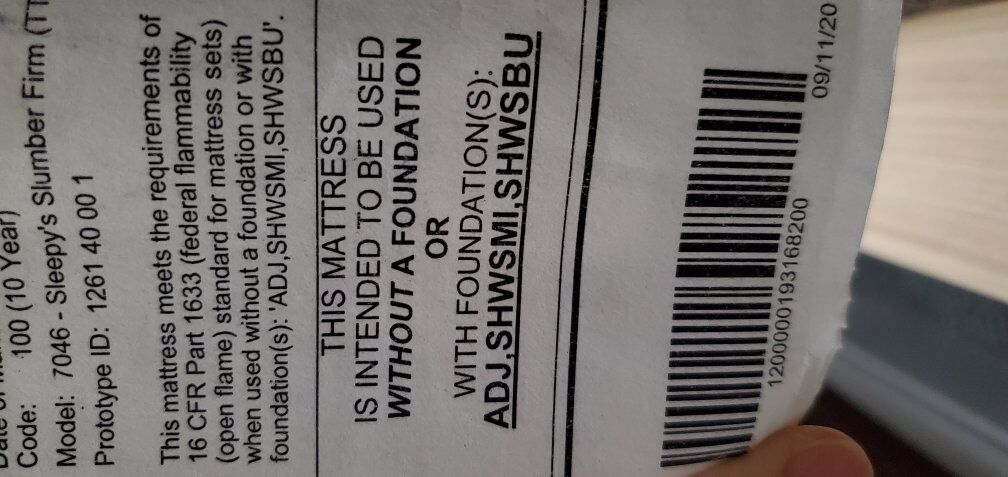 Code: 100 (10 Year)
Model: 7046 - Sleepy's Slumber Firm
Prototype ID: 1261 40 00 1
This mattress meets the requirements of
16 CFR Part 1633 (federal flammability
(open flame) standard for mattress sets)
when used without a foundation or with
foundation(s): 'ADJ,SHWSMI,SHWSBU'.
THIS MATTRESS
IS INTENDED TO BE USED
WITHOUT A FOUNDATION
OR
WITH FOUNDATION(S):
ADJ,SHWSMI,SHWSBU
1200000193168200
09/11/20